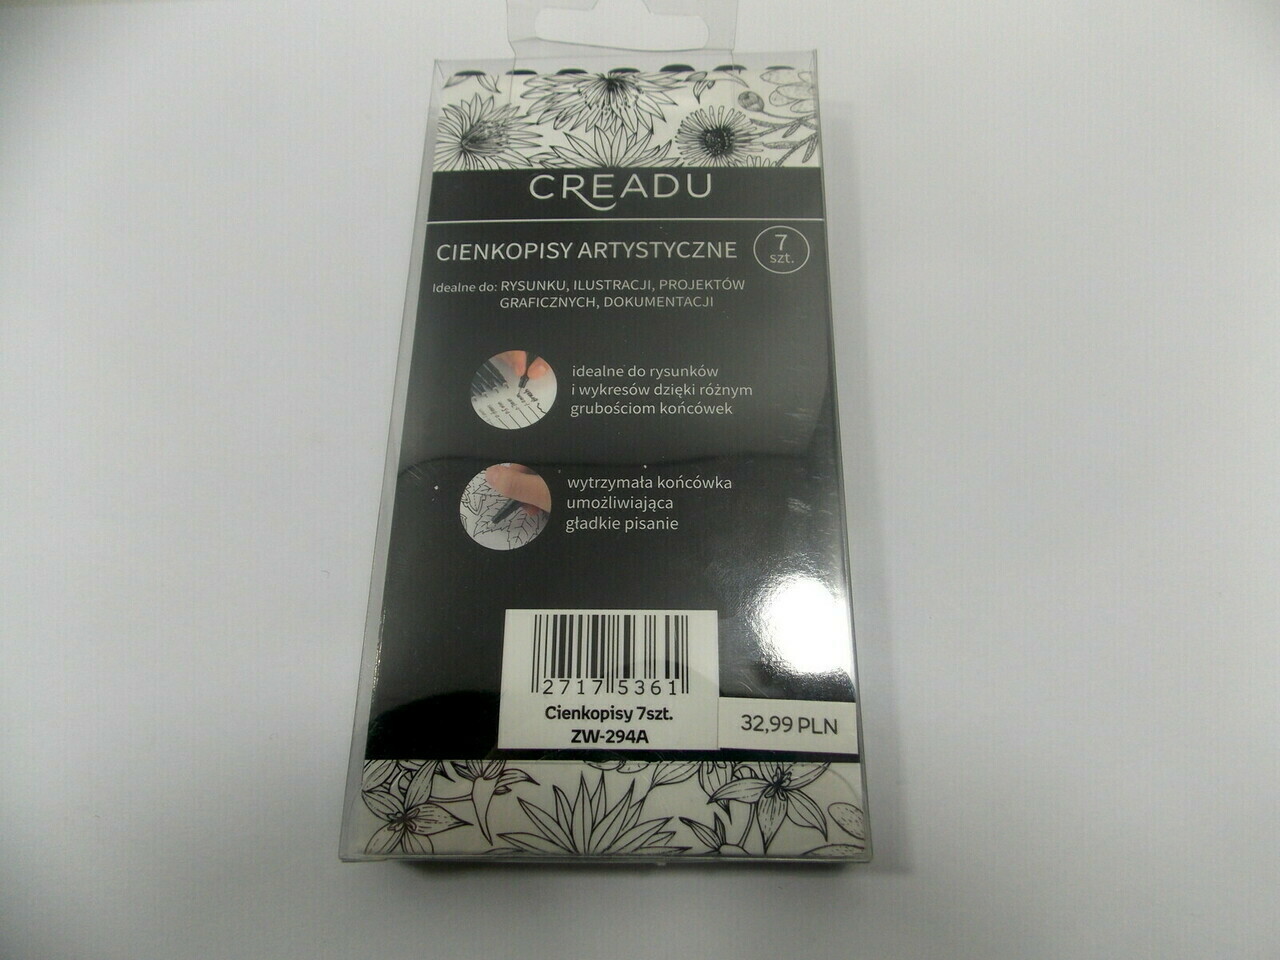 CREADU
CIENKOPISY ARTYSTYCZNE
7
szt.
Idealne do: RYSUNKU, ILUSTRACJI, PROJEKTÓW
GRAFICZNYCH, DOKUMENTACJI
idealne do rysunków
i wykresów dzięki różnym
grubościom końcówek
wytrzymała końcówka
umożliwiająca
gładkie pisanie
2717 5361
Cienkopisy 7szt.
ZW-294A
32,99 PLN